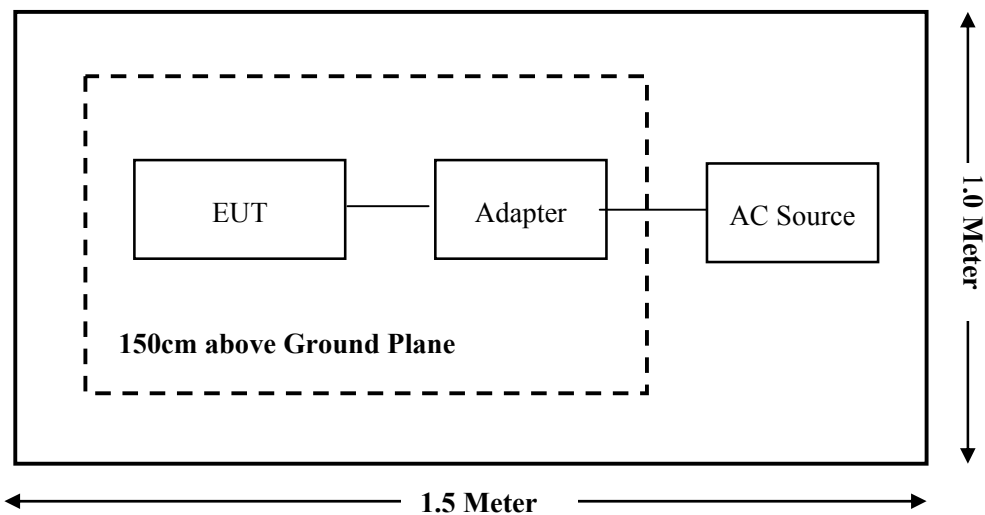 EUT
Adapter
AC Source
150cm above Ground Plane
1.0 Meter
1.5 Meter